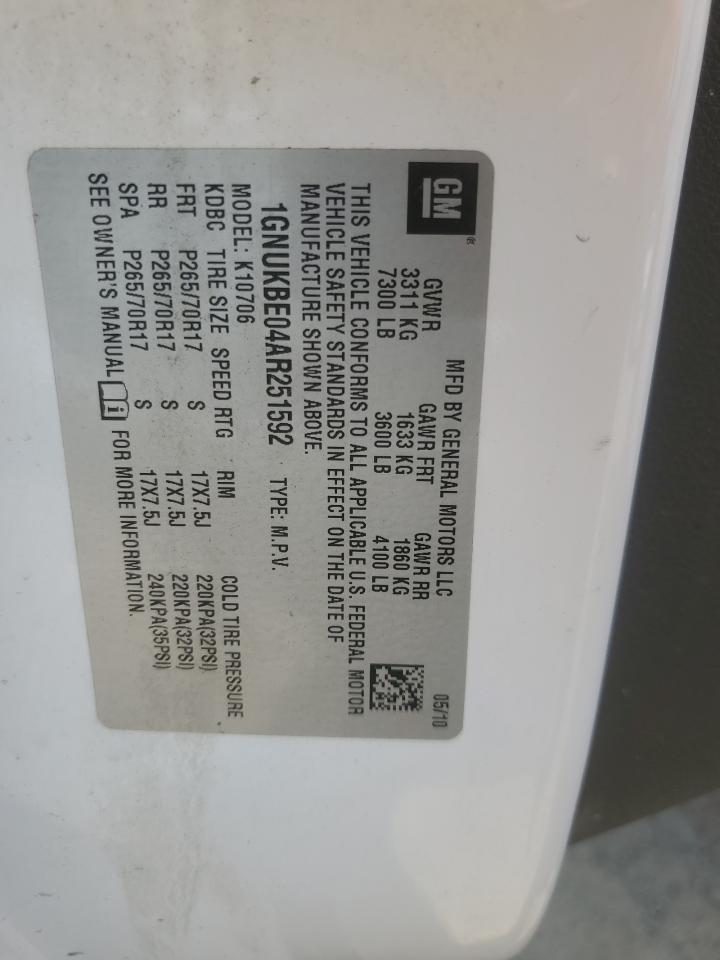 GM®
MFD BY GENERAL MOTORS LLC 05/10
GVWR GAWR FRT GAWR RR
3311 KG 1633 KG 1860 KG
7300 LB 3600 LB 4100 LB
THIS VEHICLE CONFORMS TO ALL APPLICABLE U.S. FEDERAL MOTOR
VEHICLE SAFETY STANDARDS IN EFFECT ON THE DATE OF
MANUFACTURE SHOWN ABOVE.
1GNUKBE04AR251592 TYPE: M.P.V.
MODEL: K10706
KDBC TIRE SIZE SPEED RTG RIM COLD TIRE PRESSURE
FRT P265/70R17 S 17X7.5J 220KPA(32PSI)
RR P265/70R17 S 17X7.5J 220KPA(32PSI)
SPA P265/70R17 S 17X7.5J 240KPA(35PSI)
SEE OWNER'S MANUAL i FOR MORE INFORMATION.